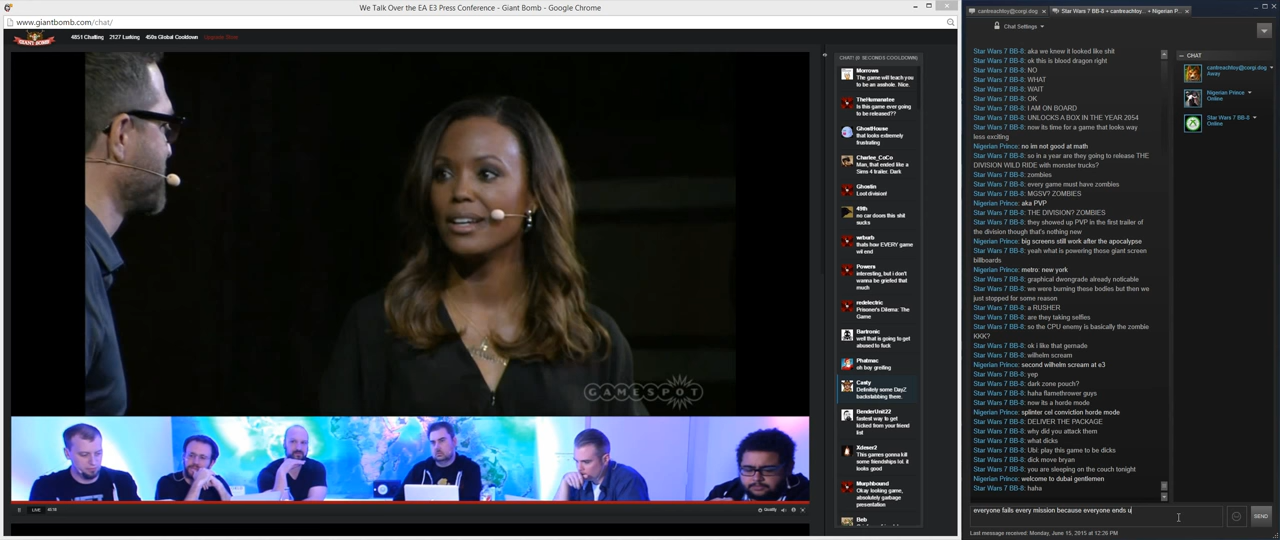 We Talk Over the EA E3 Press Conference - Giant Bomb - Google Chrome
www.giantbomb.com/chat/
GIANT BOMB
4851 Chatting 2127 Lurking 450s Global Cooldown Upgrade Now
GAMESPOT
LIVE
Quality
CHAT! (0 SECONDS COOLDOWN)
Morrows
The game will teach you
to be an asshole. Nice.
TheHumanatee
Is this game ever going
to be released??
GhostHouse
that looks extremely
frustrating
Charlee_CoCo
Man, that ended like a
Sims 4 trailer. Dark
Ghostin
Loot division!
49th
no car doors this shit
sucks
wrburb
thats how EVERY game
wil end
Powers
interesting, but i don't
wanna be griefed that
much
redelectric
Prisoner's Dilema: The
Game
Bartronic
well that is going to get
abused to fuck
Phatmac
oh boy greifing
Casty
Definitely some DayZ
backstabbing there.
BenderUnit22
fastest way to get
kicked from your friend
list
Xdeser2
This games gonna kill
some friendships lol. it
looks good
Murphbound
Okay looking game,
absolutely garbage
presentation
Beb
cantreachtoy@corgi.dog
Star Wars 7 BB-8 + cantreachtoy... + Nigerian P...
Chat Settings
Star Wars 7 BB-8: aka we knew it looked like shit
Star Wars 7 BB-8: ok this is blood dragon right
Star Wars 7 BB-8: NO
Star Wars 7 BB-8: WHAT
Star Wars 7 BB-8: WAIT
Star Wars 7 BB-8: OK
Star Wars 7 BB-8: I AM ON BOARD
Star Wars 7 BB-8: UNLOCKS A BOX IN THE YEAR 2054
Star Wars 7 BB-8: now its time for a game that looks way
less exciting
Nigerian Prince: no im not good at math
Star Wars 7 BB-8: so in a year are they going to release THE
DIVISION WILD RIDE with monster trucks?
Star Wars 7 BB-8: zombies
Star Wars 7 BB-8: every game must have zombies
Star Wars 7 BB-8: MGSV? ZOMBIES
Nigerian Prince: aka PVP
Star Wars 7 BB-8: THE DIVISION? ZOMBIES
Star Wars 7 BB-8: they showed up PVP in the first trailer of
the division though that's nothing new
Nigerian Prince: big screens still work after the apocalypse
Star Wars 7 BB-8: yeah what is powering those giant screen
billboards
Nigerian Prince: metro: new york
Star Wars 7 BB-8: graphical dwongrade already noticable
Star Wars 7 BB-8: we were burning these bodies but then we
just stopped for some reason
Star Wars 7 BB-8: a RUSHER
Star Wars 7 BB-8: are they taking selfies
Star Wars 7 BB-8: so the CPU enemy is basically the zombie
KKK?
Star Wars 7 BB-8: ok i like that gernade
Star Wars 7 BB-8: wilhelm scream
Nigerian Prince: second wilhelm scream at e3
Star Wars 7 BB-8: yep
Star Wars 7 BB-8: dark zone pouch?
Star Wars 7 BB-8: haha flamethrower guys
Star Wars 7 BB-8: now its a horde mode
Nigerian Prince: splinter cel conviction horde mode
Star Wars 7 BB-8: DELIVER THE PACKAGE
Star Wars 7 BB-8: why did you attack them
Star Wars 7 BB-8: what dicks
Star Wars 7 BB-8: Ubi: play this game to be dicks
Star Wars 7 BB-8: dick move bryan
Star Wars 7 BB-8: you are sleeping on the couch tonight
Nigerian Prince: welcome to dubai gentlemen
Star Wars 7 BB-8: haha
everyone fails every mission because everyone ends u
SEND
Last message received: Monday, June 15, 2015 at 12:26 PM
CHAT
cantreachtoy@corgi.dog
Away
Nigerian Prince
Online
Star Wars 7 BB-8
Online